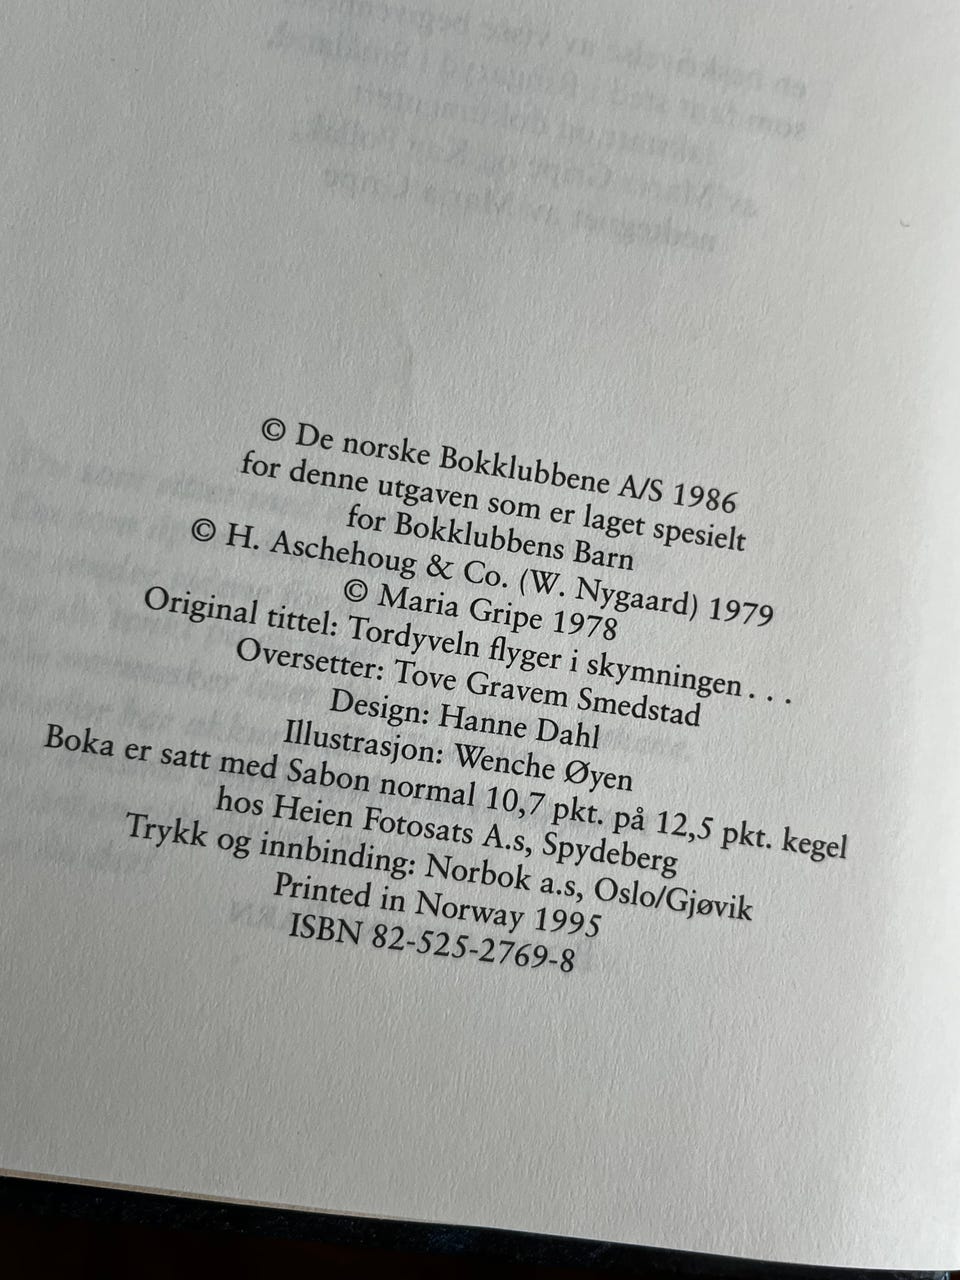 © De norske Bokklubbene A/S 1986
for denne utgaven som er laget spesielt
for Bokklubbens Barn
© H. Aschehoug & Co. (W. Nygaard) 1979
© Maria Gripe 1978
Original tittel: Tordyveln flyger i skymningen . . .
Oversetter: Tove Gravem Smedstad
Design: Hanne Dahl
Illustrasjon: Wenche Øyen
Boka er satt med Sabon normal 10,7 pkt. på 12,5 pkt. kegel
hos Heien Fotosats A.s, Spydeberg
Trykk og innbinding: Norbok a.s, Oslo/Gjøvik
Printed in Norway 1995
ISBN 82-525-2769-8